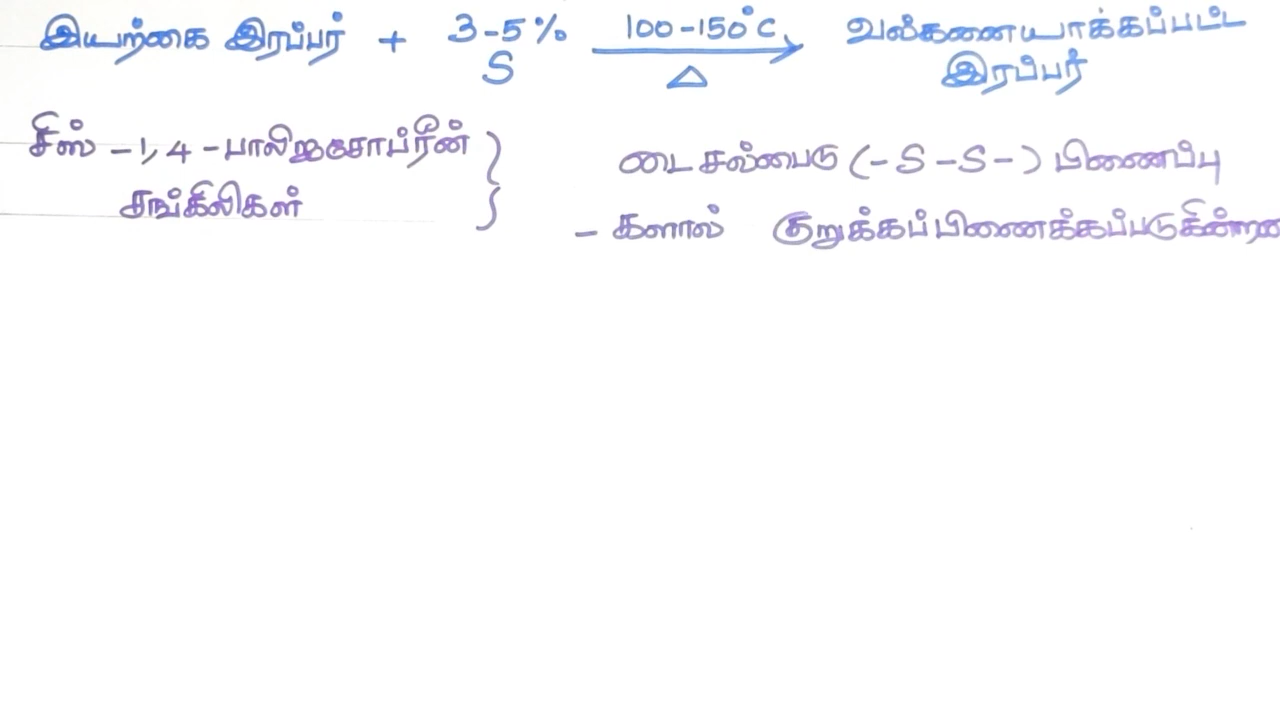 இயற்கை இரப்பர் + 3-5% S 100-150°C Δ வல்கனையாக்கப்பட்ட இரப்பர்
சிஸ் -1,4 -பாலிஐசோப்ரீன் சங்கிலிகள்
டைசல்பைடு (-S-S-) பிணைப்பு
- களால் குறுக்கப்பிணைக்கப்படுகின்றன